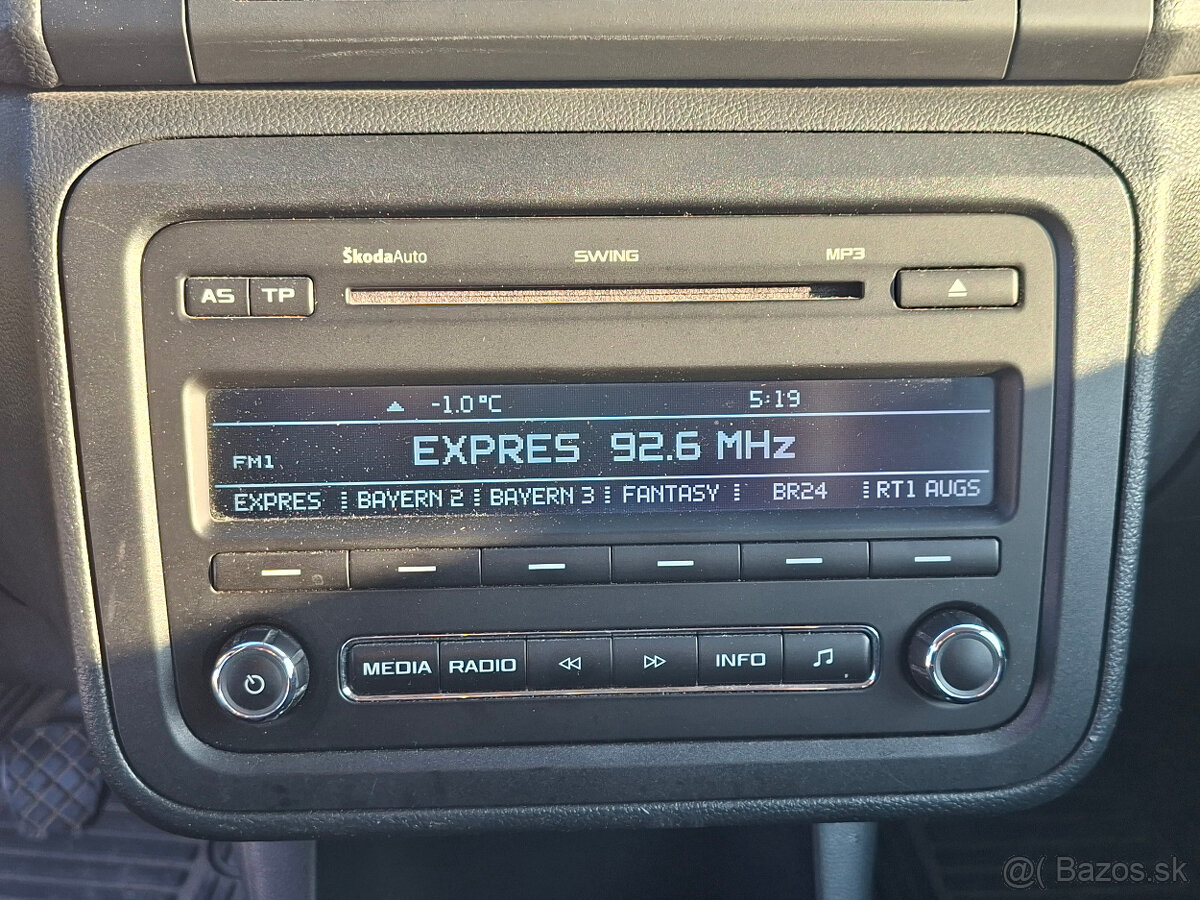 ŠkodaAuto SWING MP3
AS TP
-1.0°C 5:19
EXPRES 92.6 MHz
FM1
EXPRES BAYERN 2 BAYERN 3 FANTASY BR24 RT1 AUGS
MEDIA RADIO INFO
@( Bazos.sk